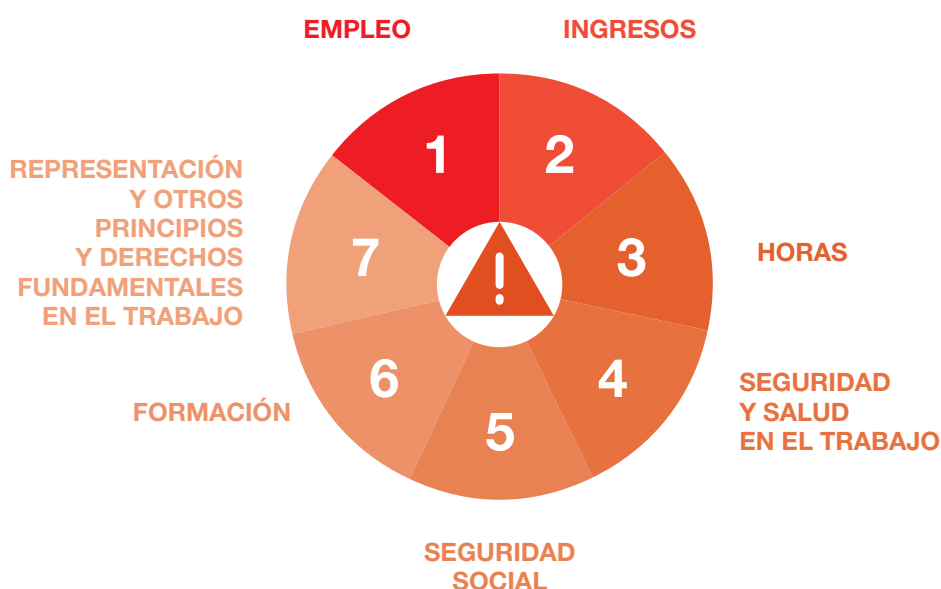 EMPLEO
INGRESOS
1
2
REPRESENTACIÓN
Y OTROS
PRINCIPIOS
Y DERECHOS
FUNDAMENTALES
EN EL TRABAJO
7
!
3
HORAS
6
4
SEGURIDAD
Y SALUD
EN EL TRABAJO
FORMACIÓN
5
SEGURIDAD
SOCIAL